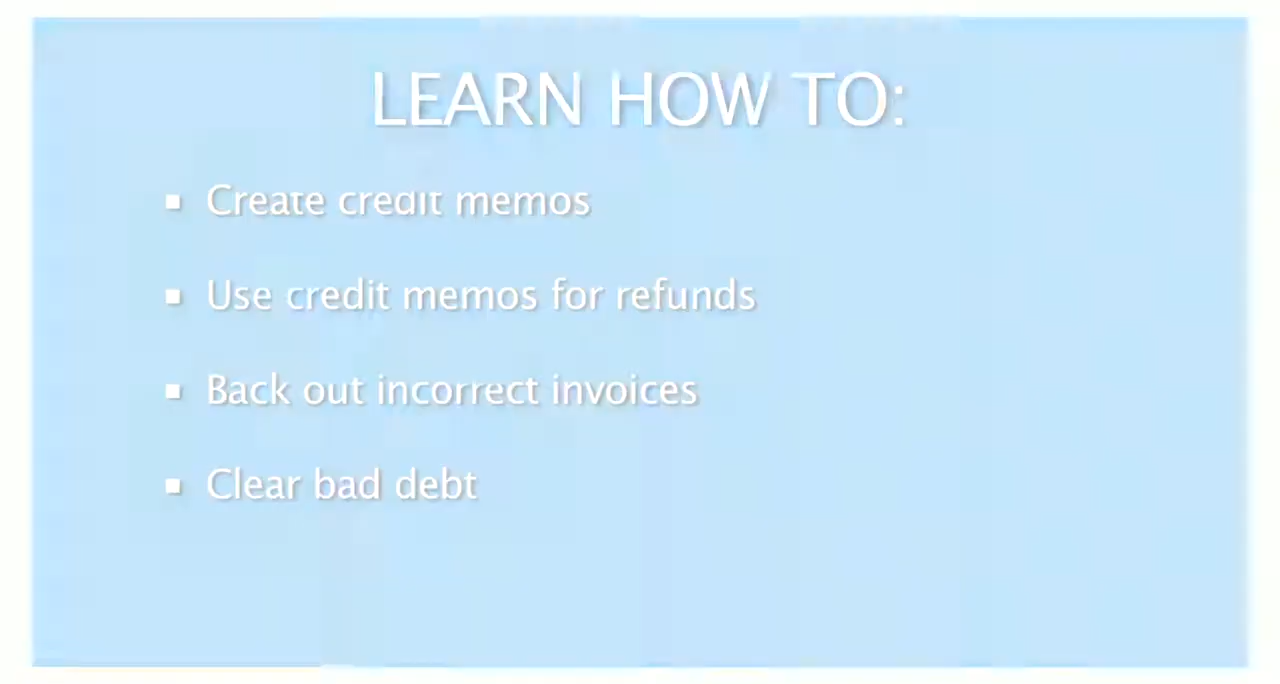 LEARN HOW TO:
▪ Create credit memos
▪ Use credit memos for refunds
▪ Back out incorrect invoices
▪ Clear bad debt